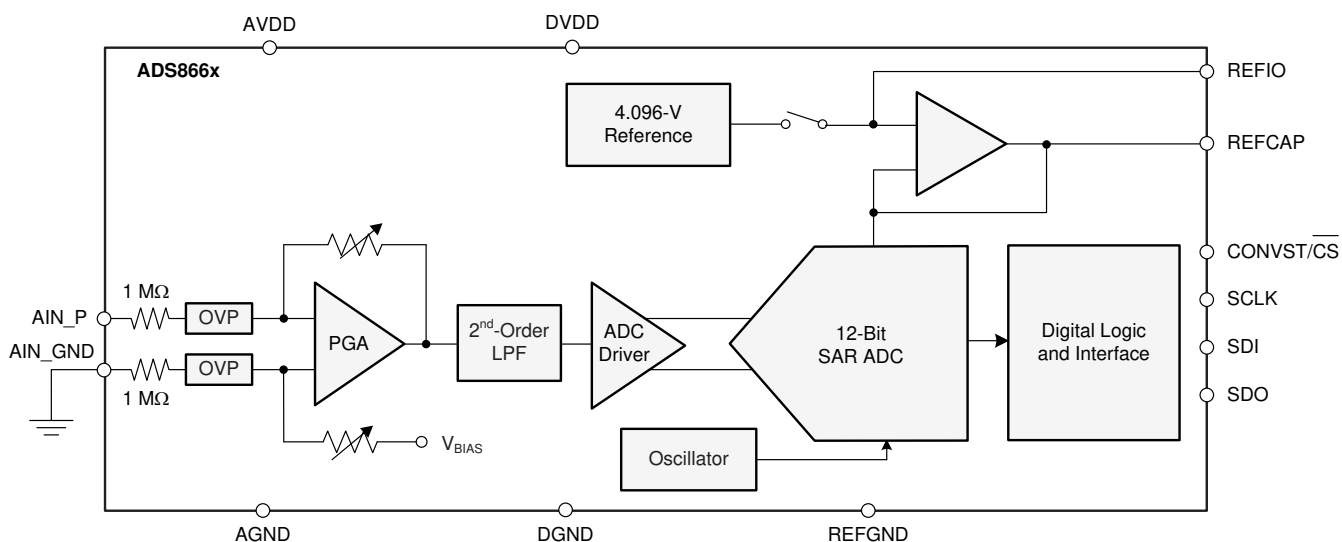 AVDD
DVDD
ADS866x
REFIO
4.096-V
Reference
REFCAP
CONVST/C̅S̅
1 MΩ
AIN_P
OVP
PGA
2nd-Order
LPF
ADC
Driver
12-Bit
SAR ADC
Digital Logic
and Interface
SCLK
AIN_GND
OVP
1 MΩ
SDI
SDO
VBIAS
Oscillator
AGND
DGND
REFGND